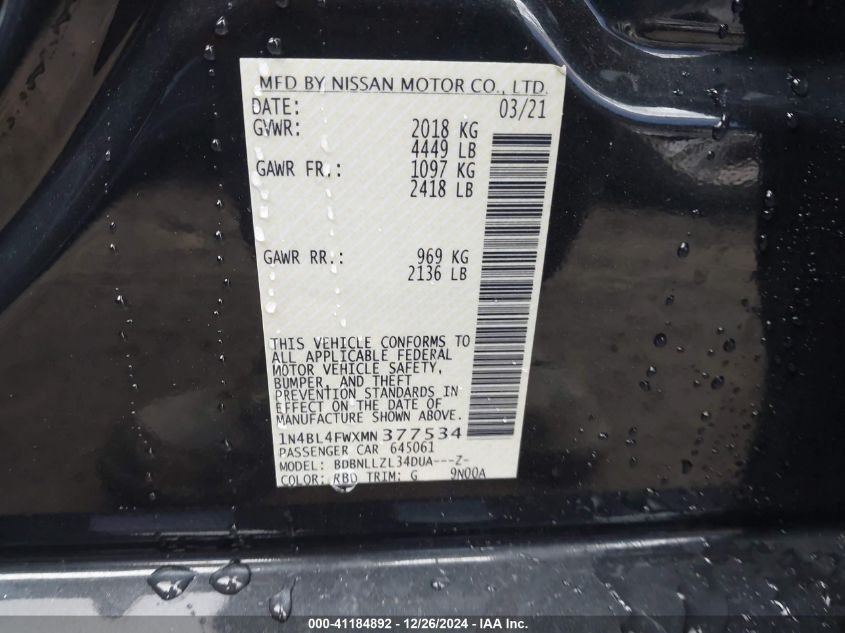 MFD BY NISSAN MOTOR CO., LTD.
DATE: 03/21
GVWR: 2018 KG
4449 LB
GAWR FR.: 1097 KG
2418 LB
GAWR RR.: 969 KG
2136 LB
THIS VEHICLE CONFORMS TO
ALL APPLICABLE FEDERAL
MOTOR VEHICLE SAFETY,
BUMPER, AND THEFT
PREVENTION STANDARDS IN
EFFECT ON THE DATE OF
MANUFACTURE SHOWN ABOVE.
1N4BL4FWXMN377534
PASSENGER CAR 645061
MODEL: BDBNLLZL34DUA---Z-
COLOR: RBD TRIM: G 9N00A
000-41184892 - 12/26/2024 - IAA Inc.